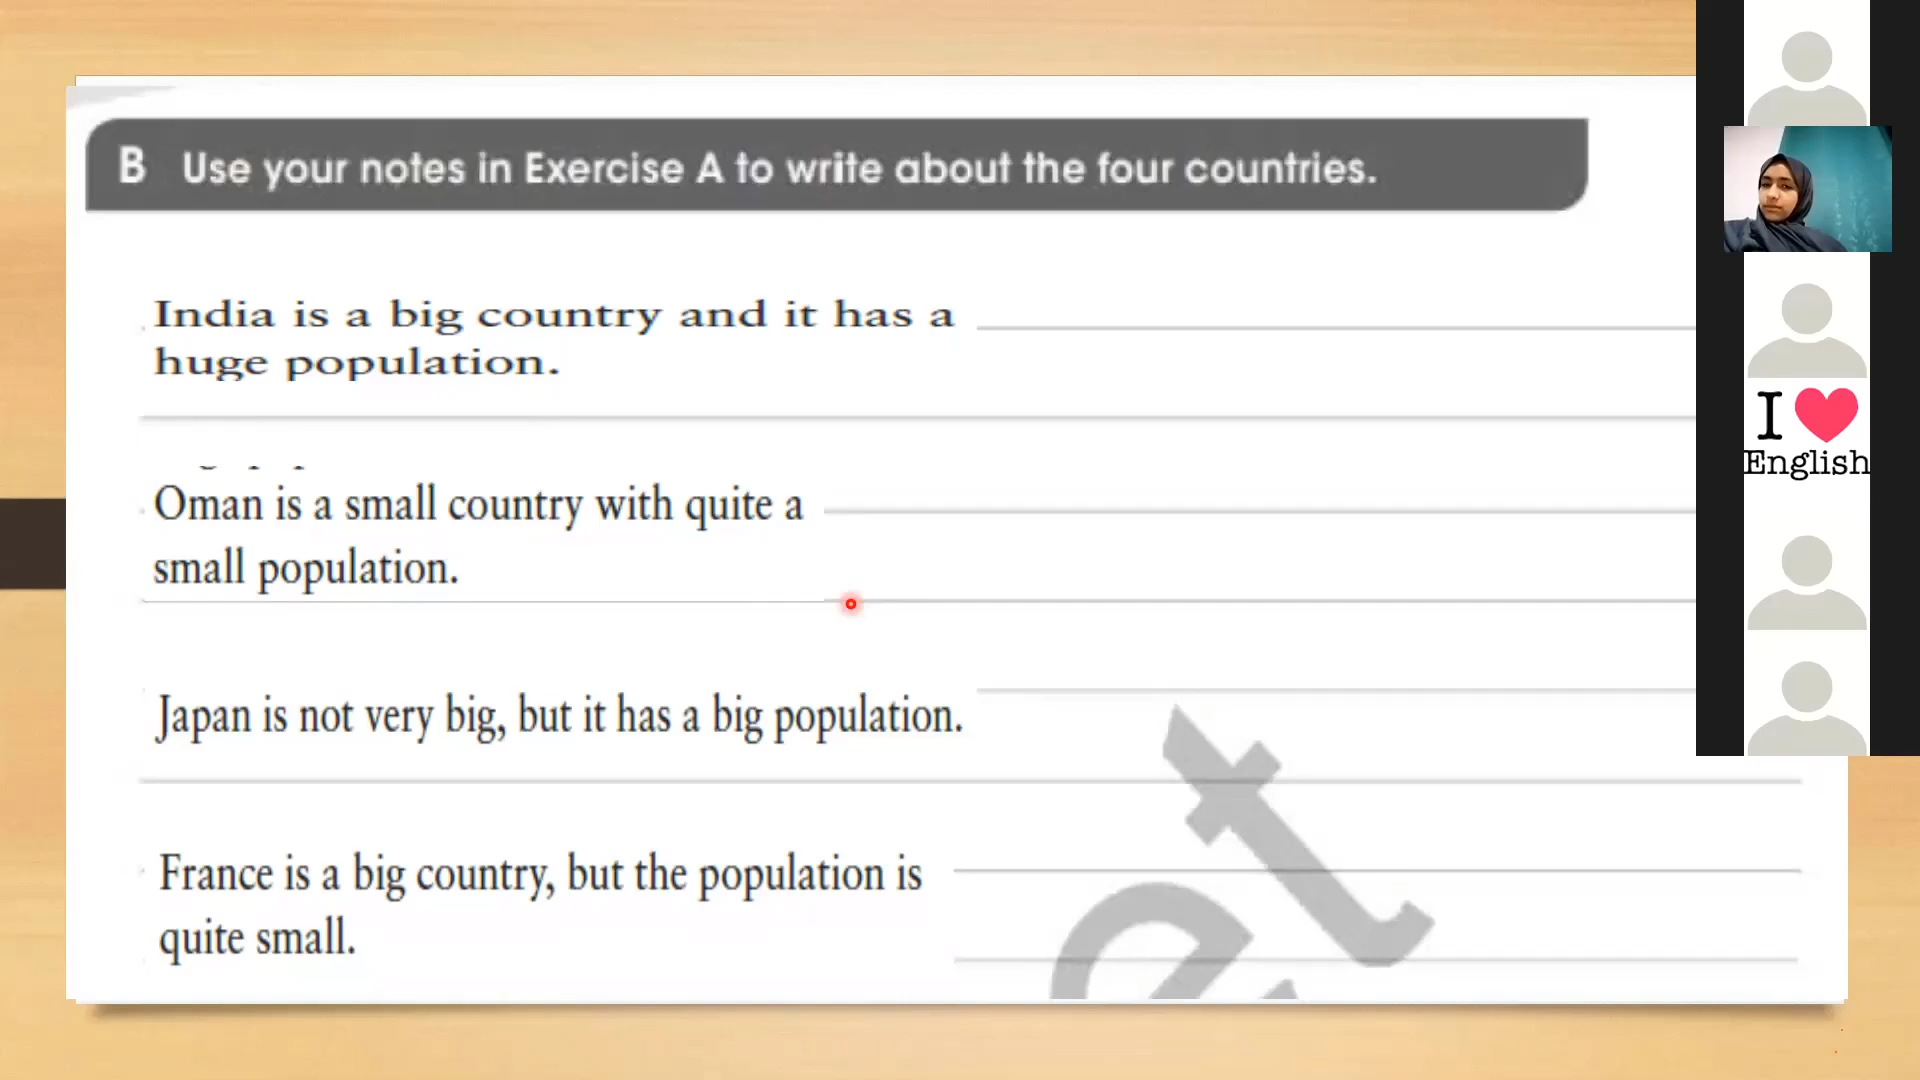 B Use your notes in Exercise A to write about the four countries.
India is a big country and it has a
huge population.
Oman is a small country with quite a
small population.
Japan is not very big, but it has a big population.
France is a big country, but the population is
quite small.
et
I
English